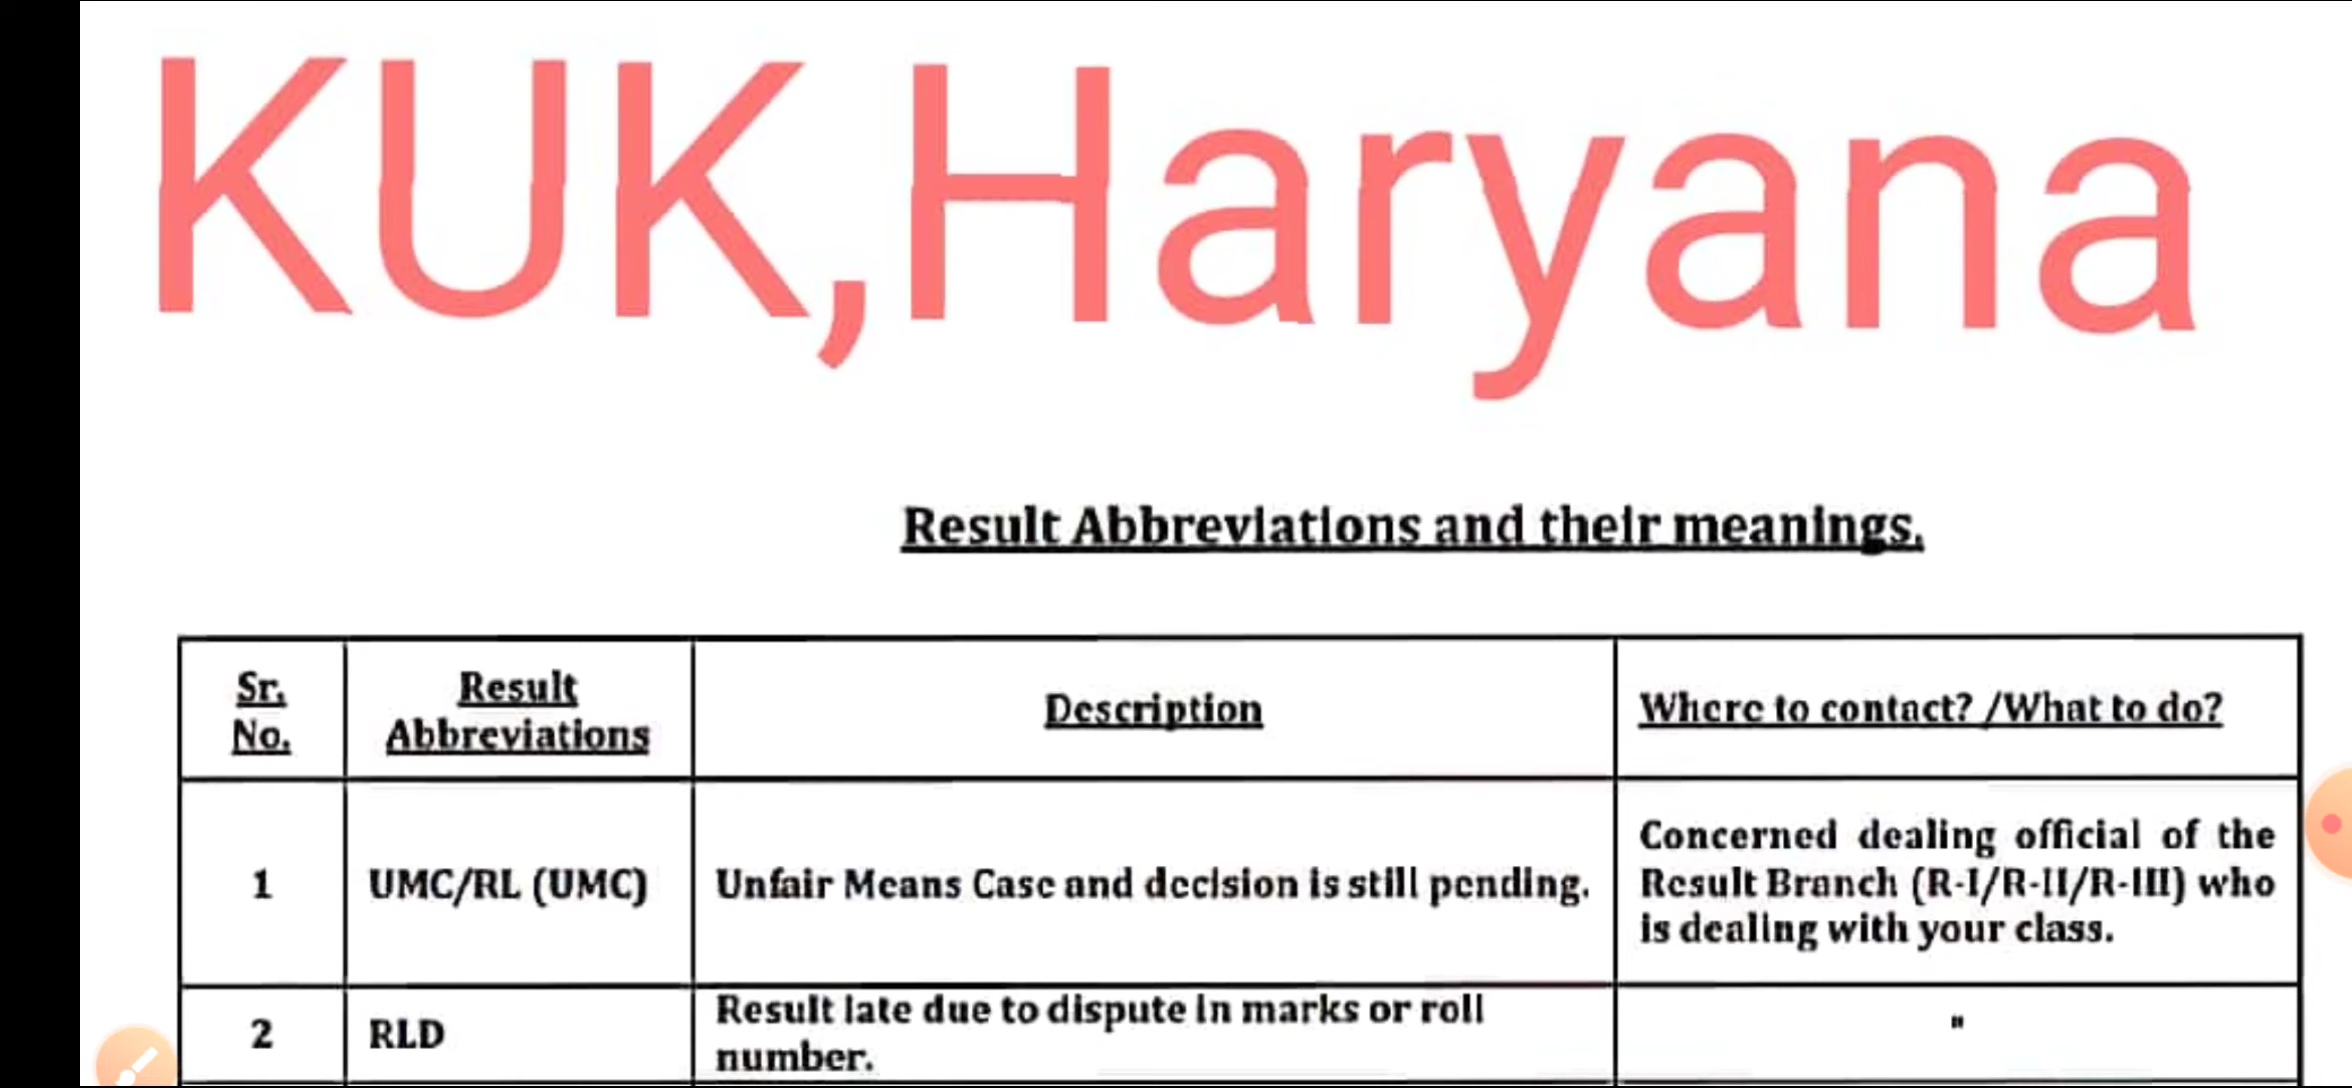 KUK,Haryana
Result Abbreviations and their meanings.
Sr. No.
Result Abbreviations
Description
Where to contact? /What to do?
1
UMC/RL (UMC)
Unfair Means Case and decision is still pending.
Concerned dealing official of the
Result Branch (R-I/R-II/R-III) who
is dealing with your class.
2
RLD
Result late due to dispute in marks or roll
number.
"